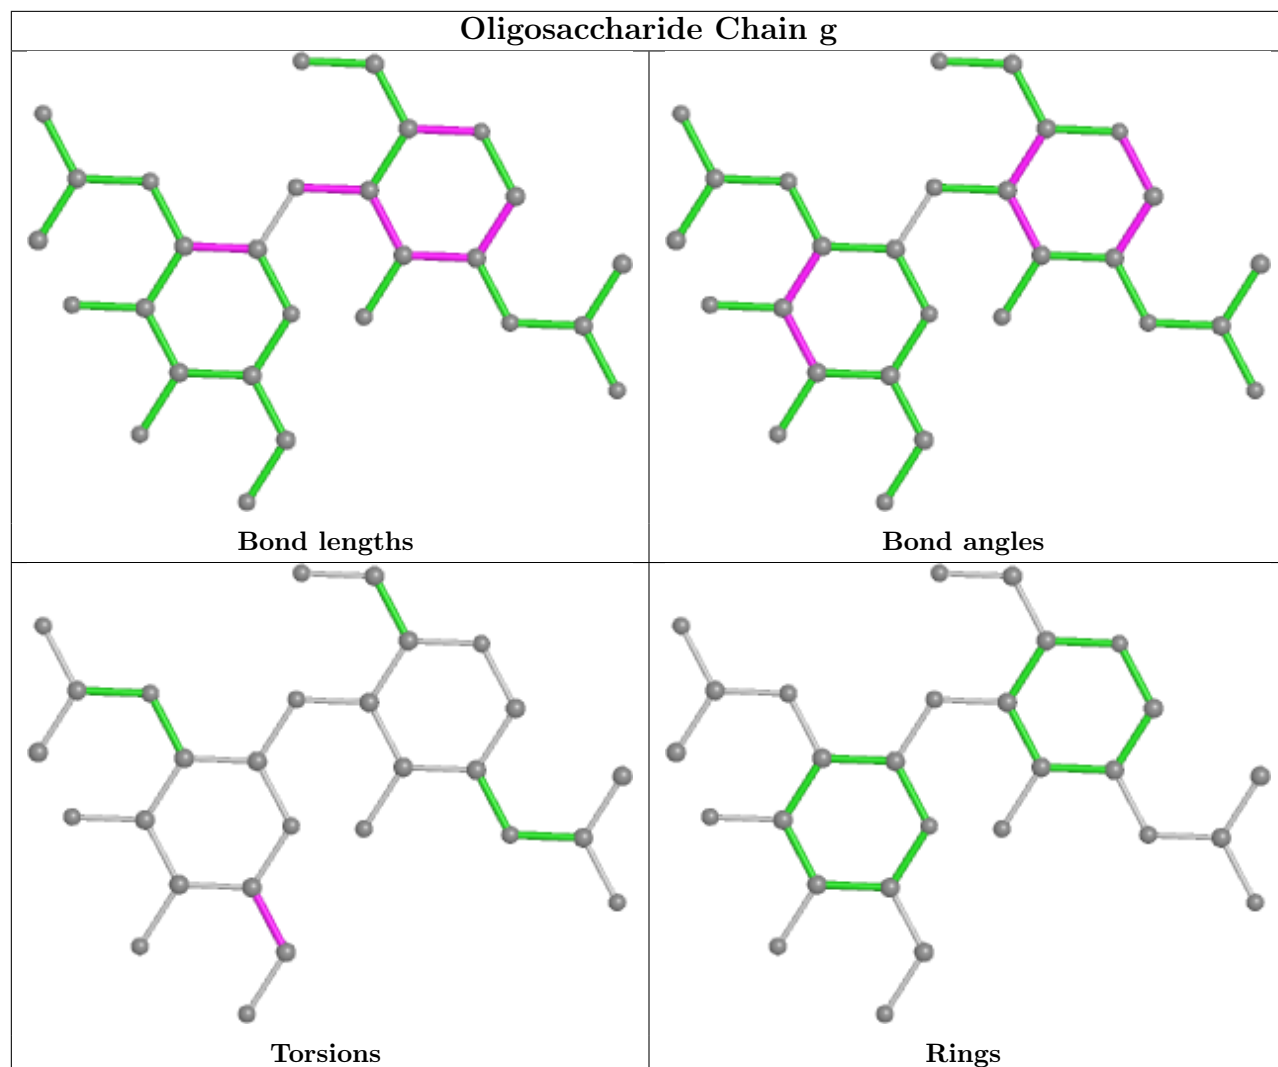 Oligosaccharide Chain g
Bond lengths
Bond angles
Torsions
Rings